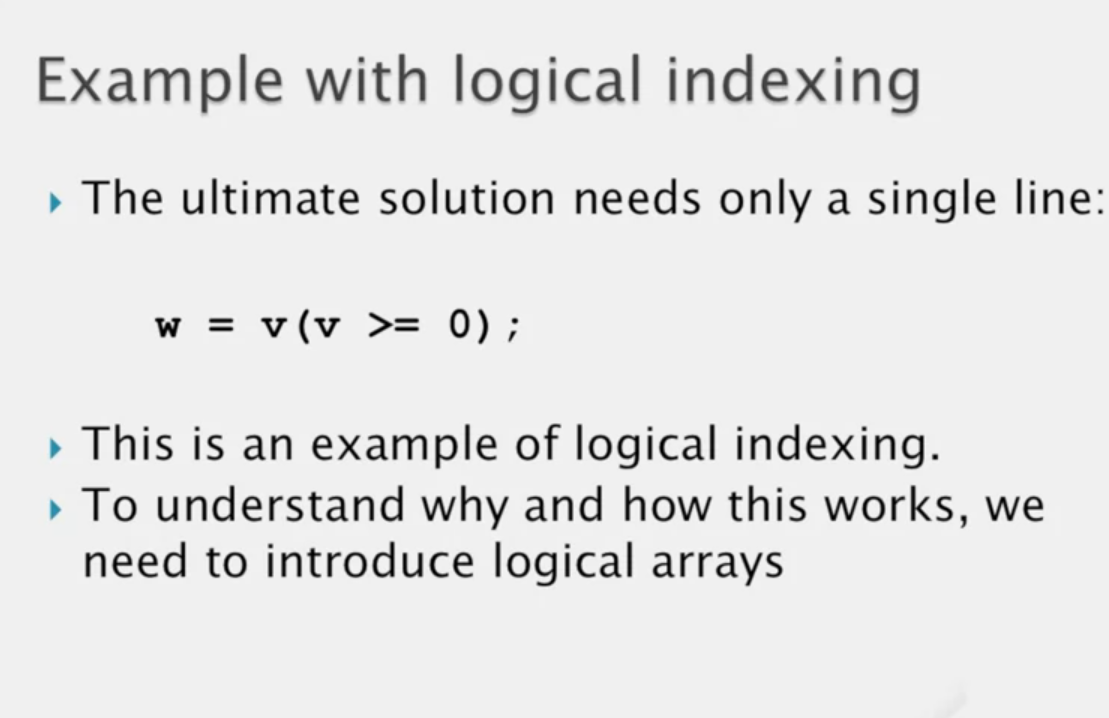 Example with logical indexing
The ultimate solution needs only a single line:
w = v(v >= 0);
This is an example of logical indexing.
To understand why and how this works, we
need to introduce logical arrays